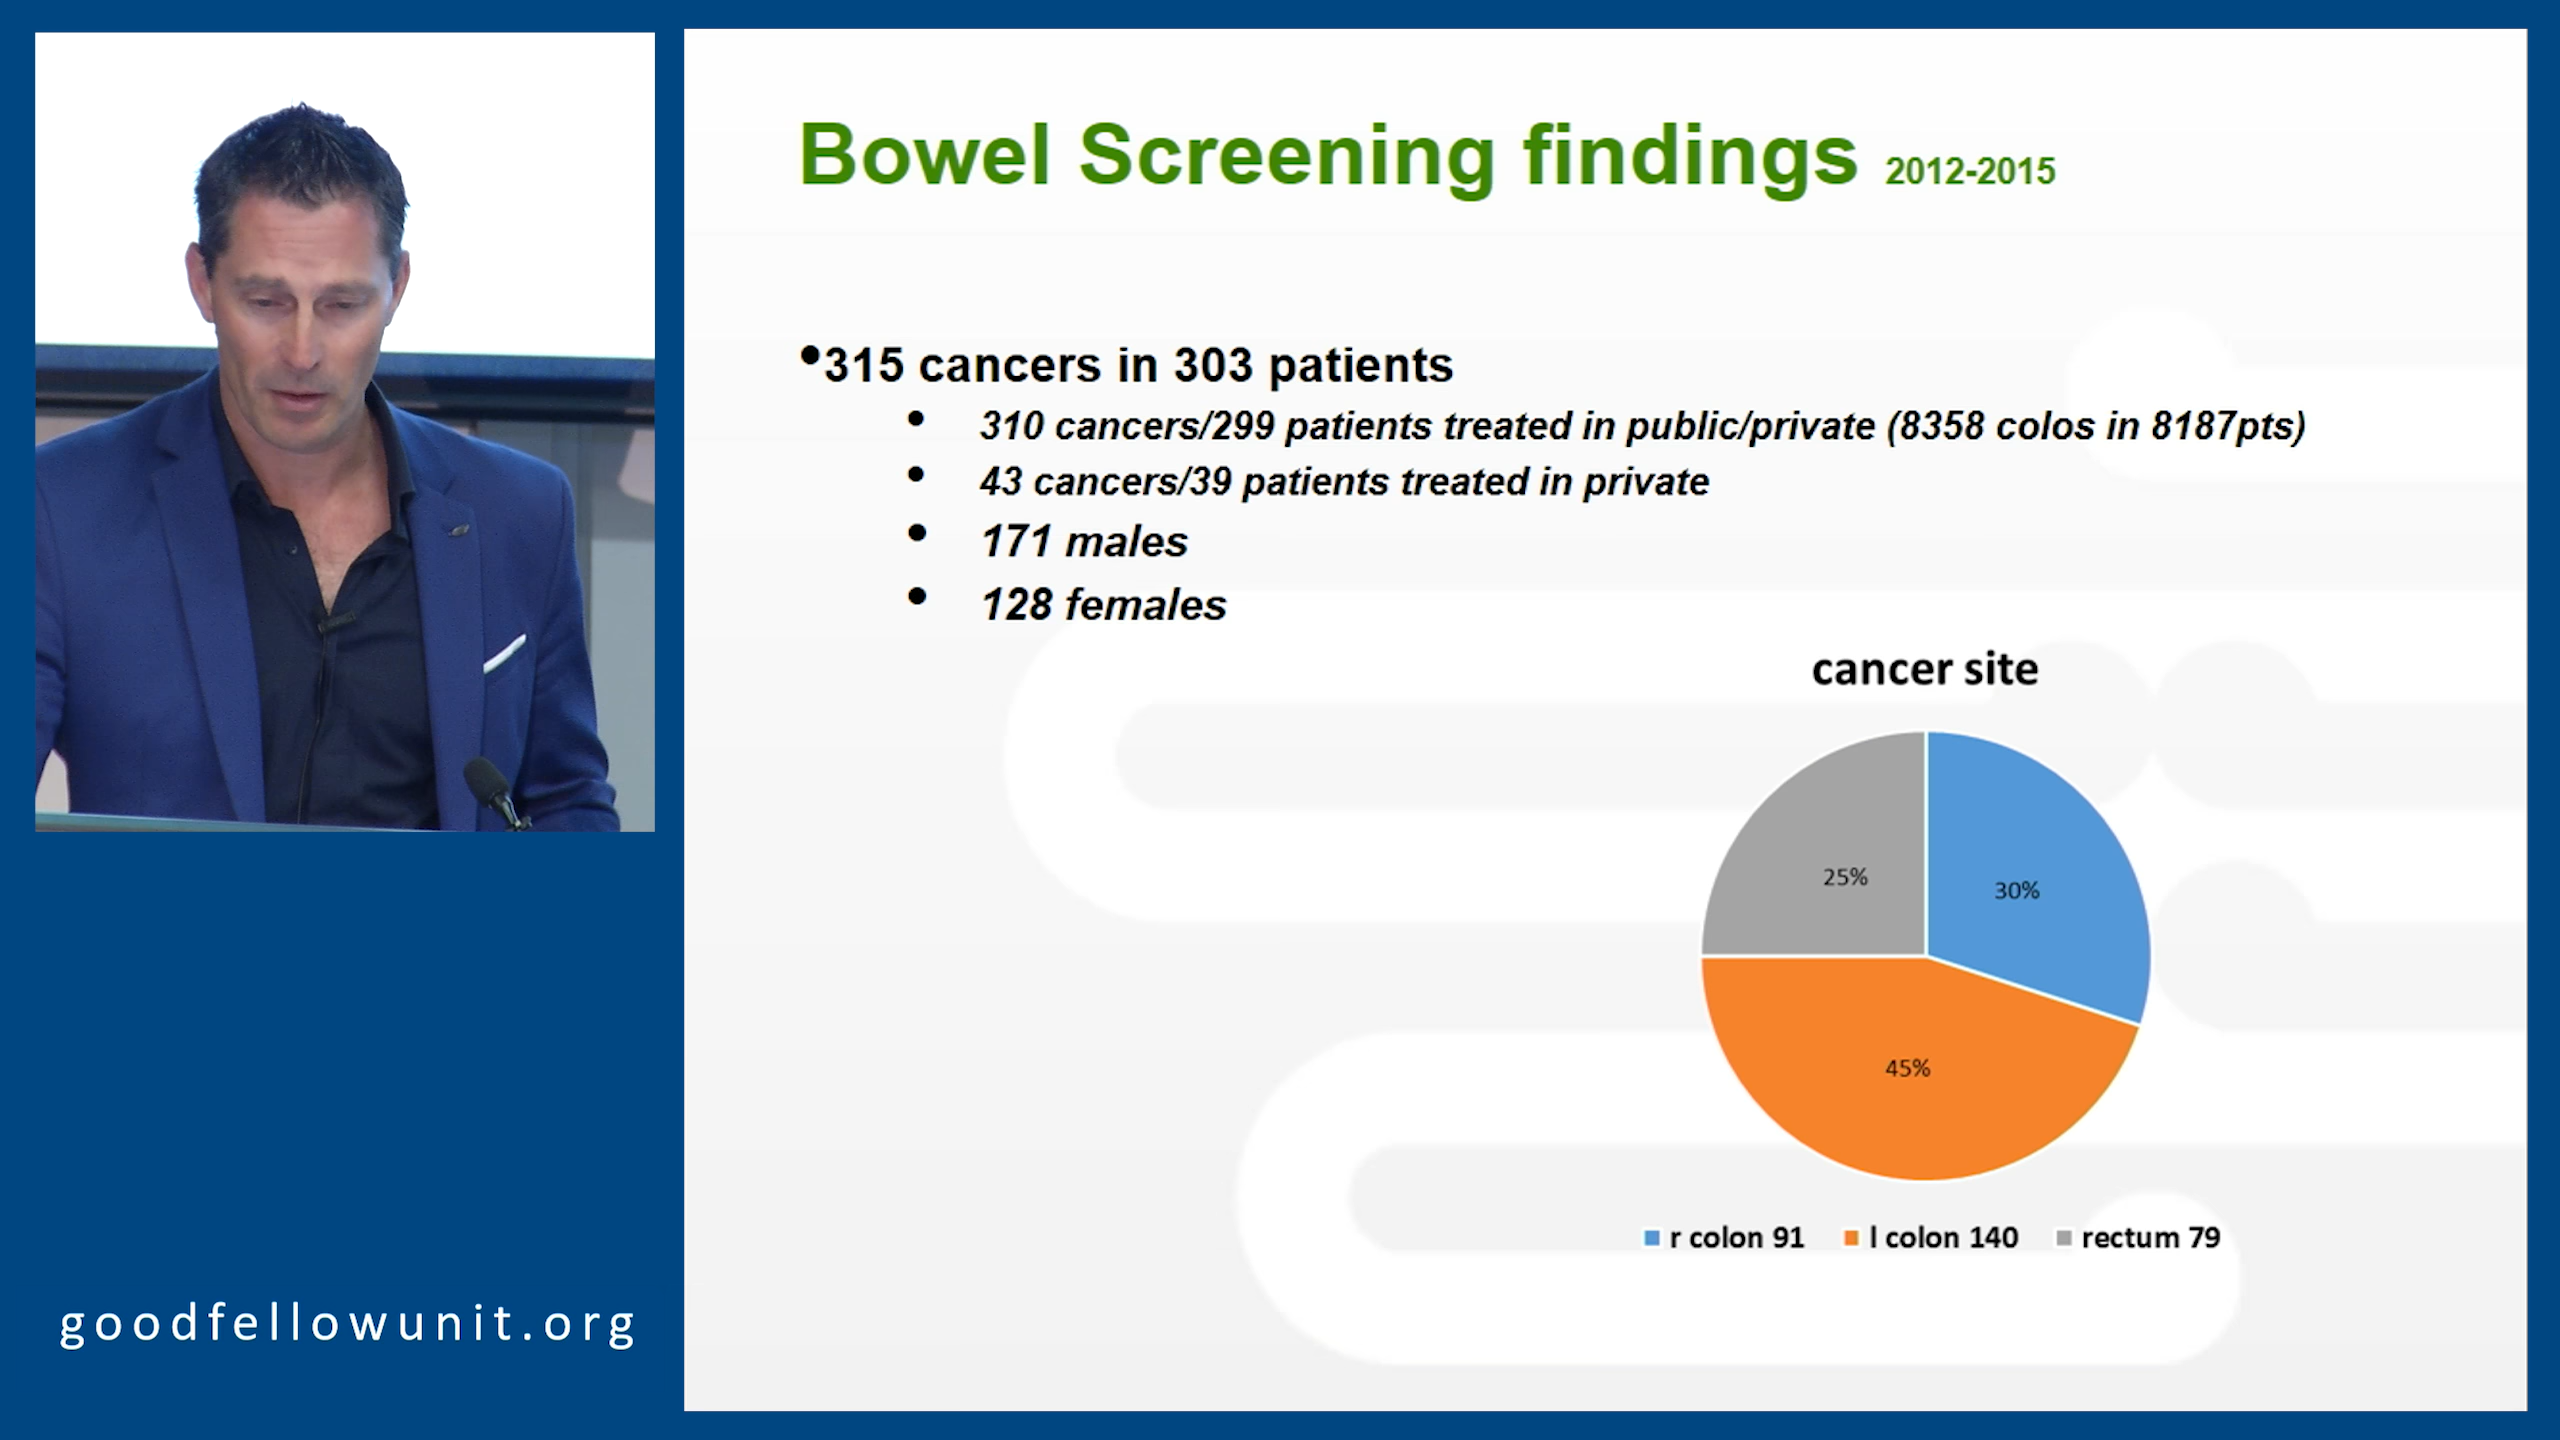 Bowel Screening findings 2012-2015
•315 cancers in 303 patients
• 310 cancers/299 patients treated in public/private (8358 colos in 8187pts)
• 43 cancers/39 patients treated in private
• 171 males
• 128 females
cancer site
25%
30%
45%
r colon 91 l colon 140 rectum 79
goodfellowunit.org